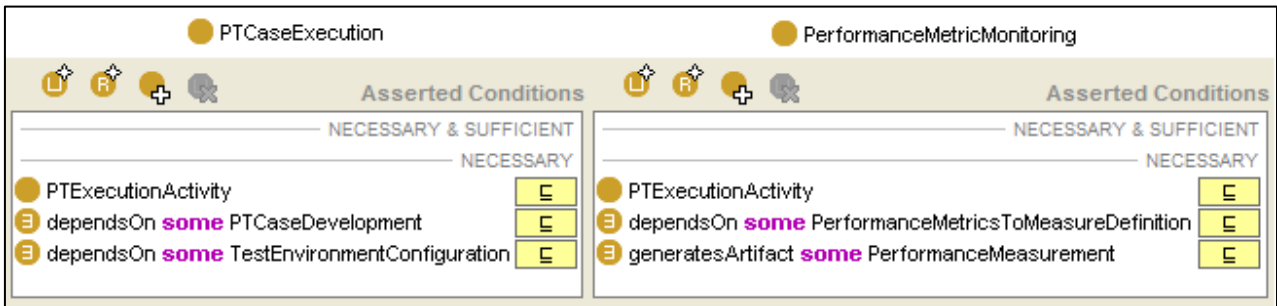 PTCaseExecution
L R Asserted Conditions
NECESSARY & SUFFICIENT
NECESSARY
PTExecutionActivity ⊑
∃ dependsOn some PTCaseDevelopment ⊑
∃ dependsOn some TestEnvironmentConfiguration ⊑
PerformanceMetricMonitoring
L R Asserted Conditions
NECESSARY & SUFFICIENT
NECESSARY
PTExecutionActivity ⊑
∃ dependsOn some PerformanceMetricsToMeasureDefinition ⊑
∃ generatesArtifact some PerformanceMeasurement ⊑